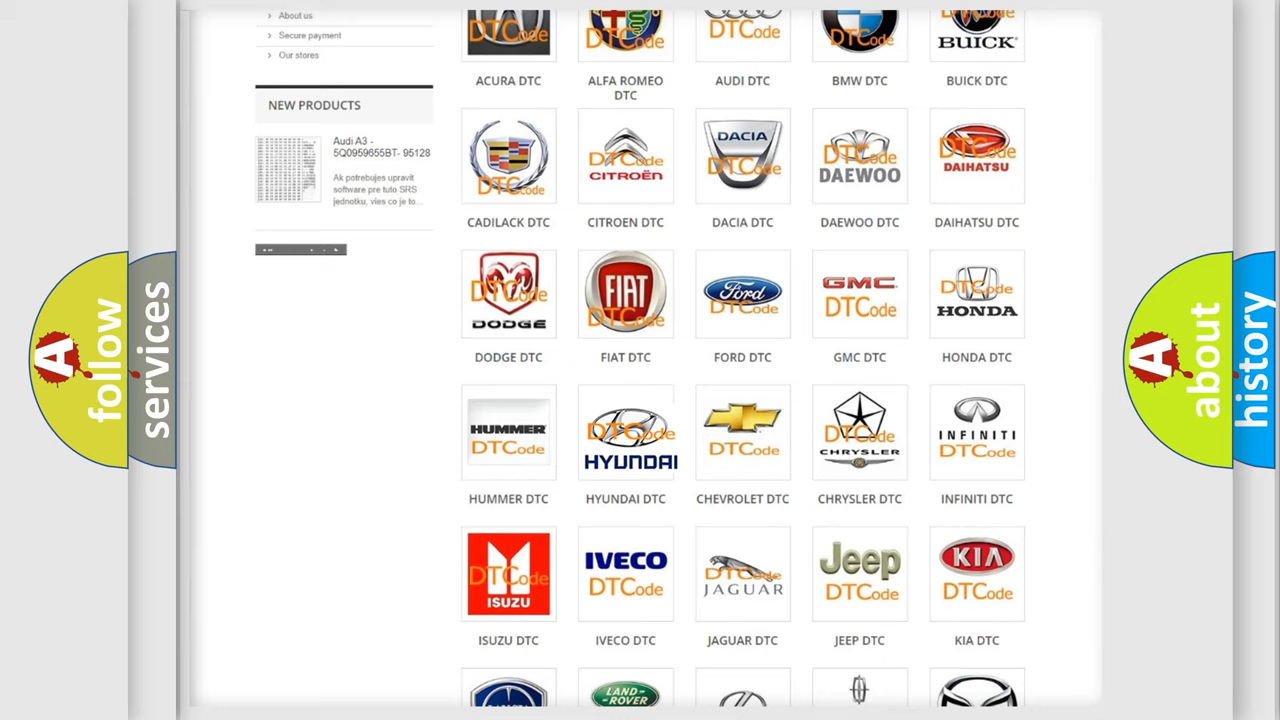 About us
Secure payment
Our stores
NEW PRODUCTS
Audi A3 -
5Q0959655BT- 95128
Ak potrebujes upravit
software pre tuto SRS
jednotku, vies co je to...
DTCode
DTCode
DTCode
DTCode
BUICK
ACURA DTC
ALFA ROMEO
DTC
AUDI DTC
BMW DTC
BUICK DTC
DTCode
DTCode
CITROËN
DACIA
DTCode
DTCode
DAEWOO
DTCode
DAIHATSU
CADILACK DTC
CITROEN DTC
DACIA DTC
DAEWOO DTC
DAIHATSU DTC
DTCode
DODGE
FIAT
DTCode
Ford
DTCode
GMC
DTCode
DTCode
HONDA
DODGE DTC
FIAT DTC
FORD DTC
GMC DTC
HONDA DTC
HUMMER
DTCode
DTCode
HYUNDAI
DTCode
DTCode
CHRYSLER
INFINITI
DTCode
HUMMER DTC
HYUNDAI DTC
CHEVROLET DTC
CHRYSLER DTC
INFINITI DTC
DTCode
ISUZU
IVECO
DTCode
DTCode
JAGUAR
Jeep
DTCode
KIA
DTCode
ISUZU DTC
IVECO DTC
JAGUAR DTC
JEEP DTC
KIA DTC
LAND-
ROVER
A
follow
services
A
about
history